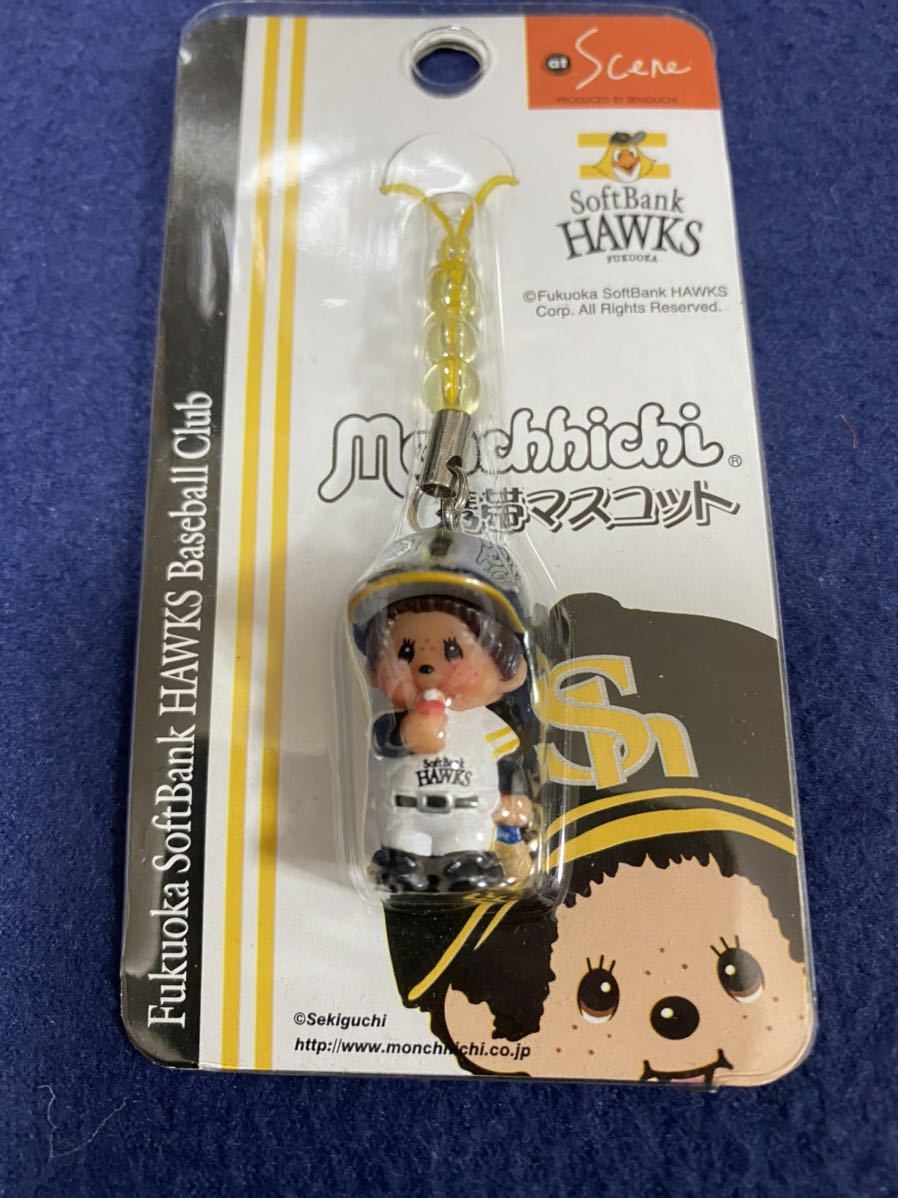 at Scene
PRODUCED BY SEKIGUCHI
SoftBank
HAWKS
FUKUOKA
©Fukuoka SoftBank HAWKS
Corp. All Rights Reserved.
Monchhichi®
携帯マスコット
SoftBank
HAWKS
Sh
Fukuoka SoftBank HAWKS Baseball Club
©Sekiguchi
http://www.monchhichi.co.jp